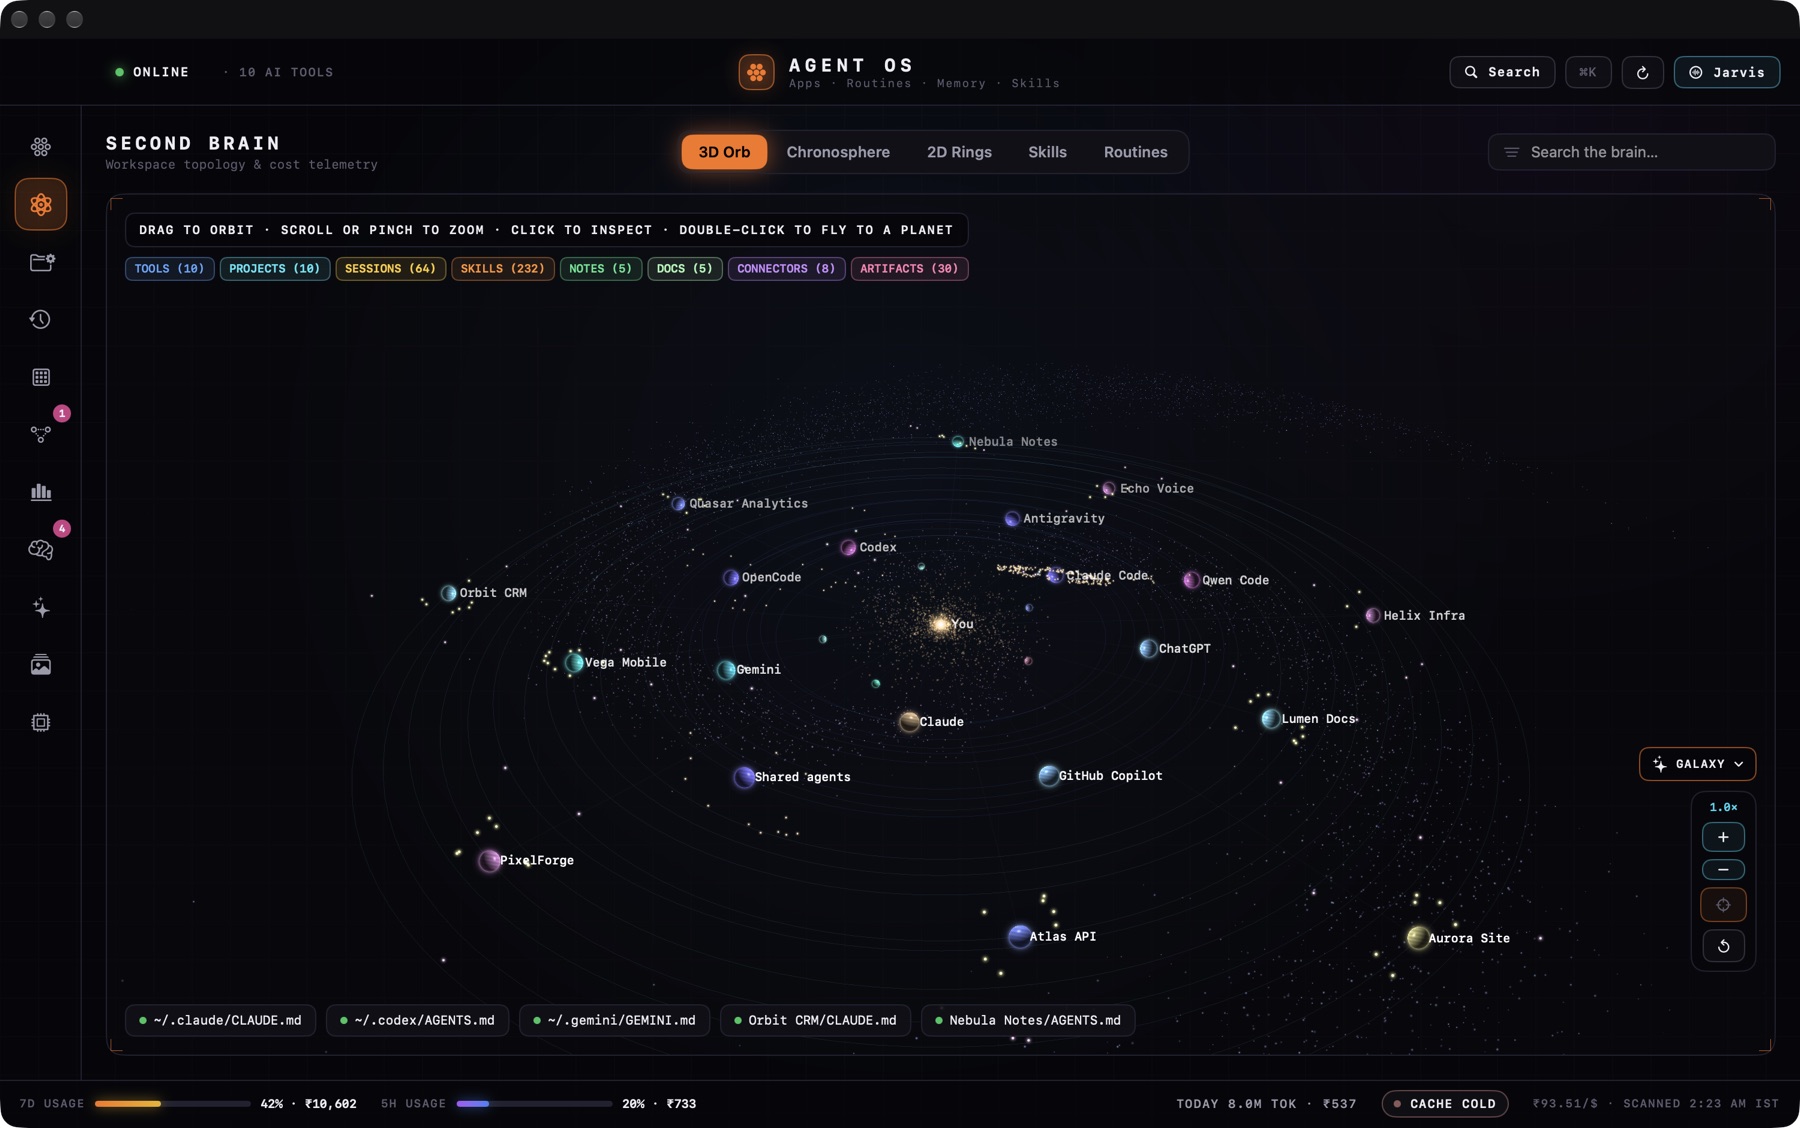 ONLINE · 10 AI TOOLS
AGENT OS
Apps · Routines · Memory · Skills
Search
⌘K
Jarvis
SECOND BRAIN
Workspace topology & cost telemetry
3D Orb
Chronosphere
2D Rings
Skills
Routines
Search the brain...
DRAG TO ORBIT · SCROLL OR PINCH TO ZOOM · CLICK TO INSPECT · DOUBLE-CLICK TO FLY TO A PLANET
TOOLS (10)
PROJECTS (10)
SESSIONS (64)
SKILLS (232)
NOTES (5)
DOCS (5)
CONNECTORS (8)
ARTIFACTS (30)
1
4
Nebula Notes
Echo Voice
Quasar Analytics
Antigravity
Codex
OpenCode
Claude Code
Qwen Code
Orbit CRM
Helix Infra
You
ChatGPT
Vega Mobile
Gemini
Claude
Lumen Docs
Shared agents
GitHub Copilot
GALAXY
1.0×
+
−
PixelForge
Atlas API
Aurora Site
~/.claude/CLAUDE.md
~/.codex/AGENTS.md
~/.gemini/GEMINI.md
Orbit CRM/CLAUDE.md
Nebula Notes/AGENTS.md
7D USAGE 42% · ₹10,602
5H USAGE 20% · ₹733
TODAY 8.0M TOK · ₹537
CACHE COLD
₹93.51/$ · SCANNED 2:23 AM IST